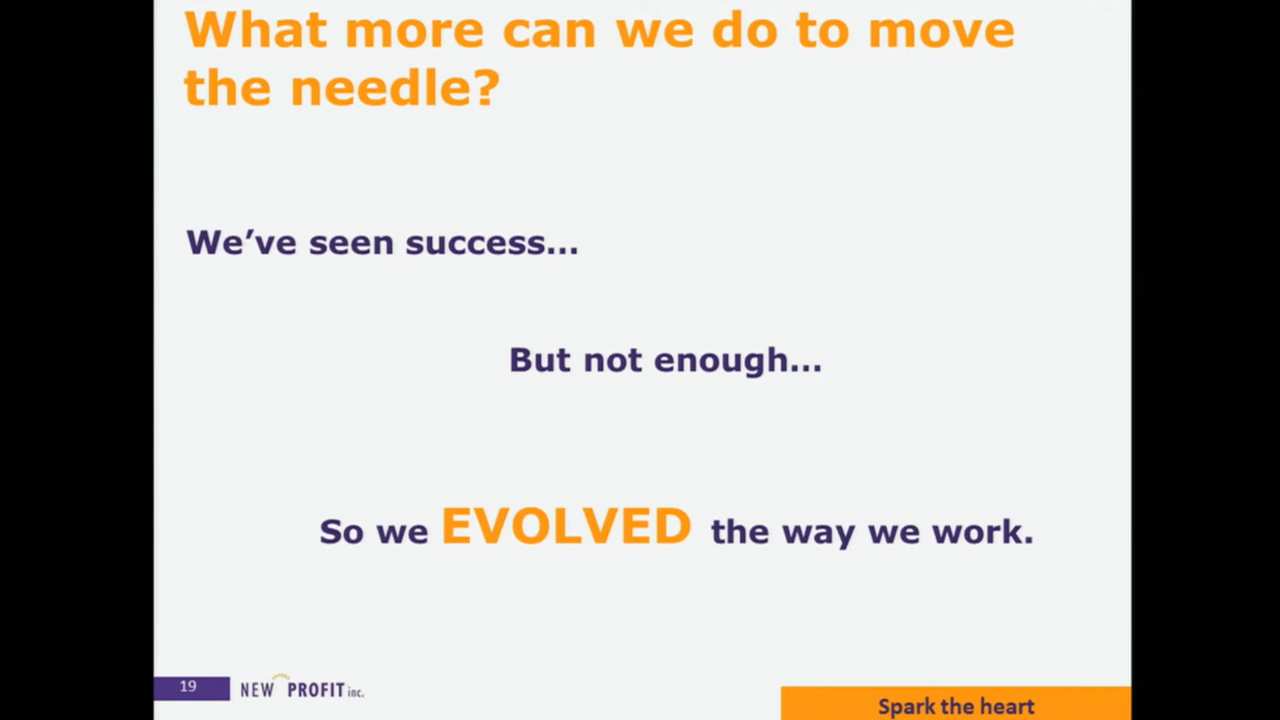 What more can we do to move
the needle?
We’ve seen success...
But not enough...
So we EVOLVED the way we work.
19
NEW PROFIT inc.
Spark the heart